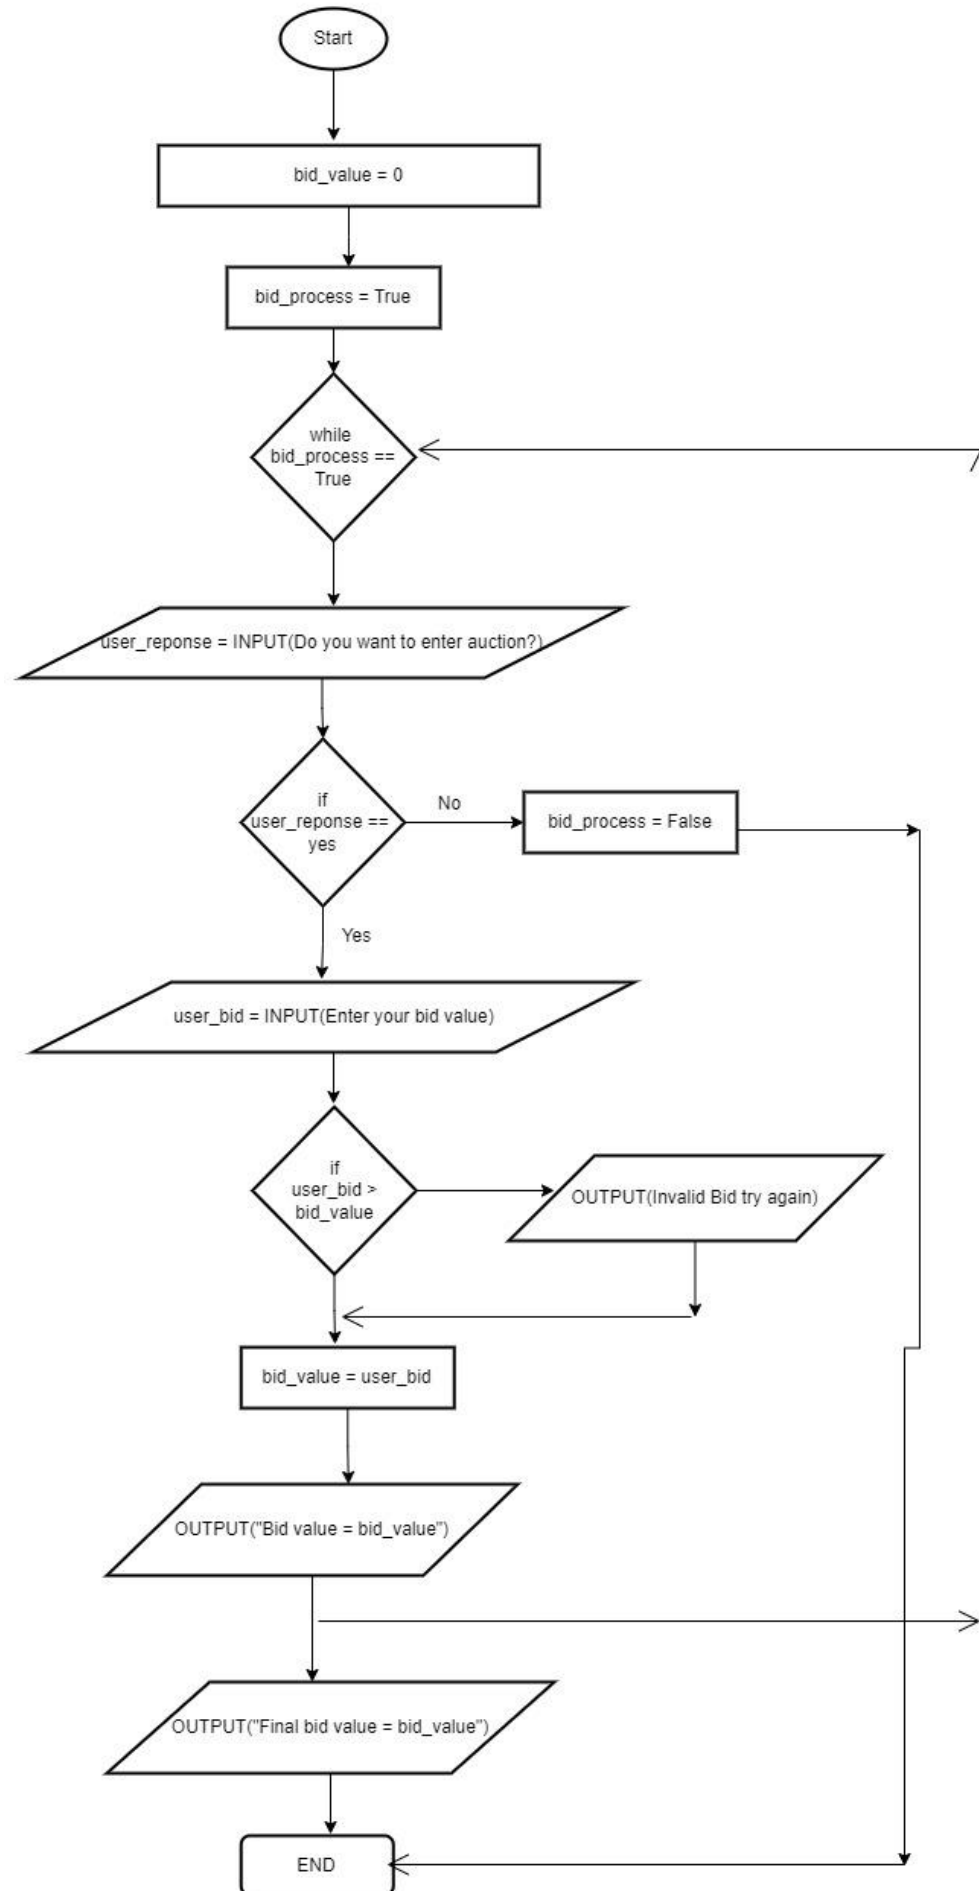 Start
bid_value = 0
bid_process = True
while
bid_process ==
True
user_reponse = INPUT(Do you want to enter auction?)
if
user_reponse ==
yes
No
bid_process = False
Yes
user_bid = INPUT(Enter your bid value)
if
user_bid >
bid_value
OUTPUT(Invalid Bid try again)
bid_value = user_bid
OUTPUT("Bid value = bid_value")
OUTPUT("Final bid value = bid_value")
END